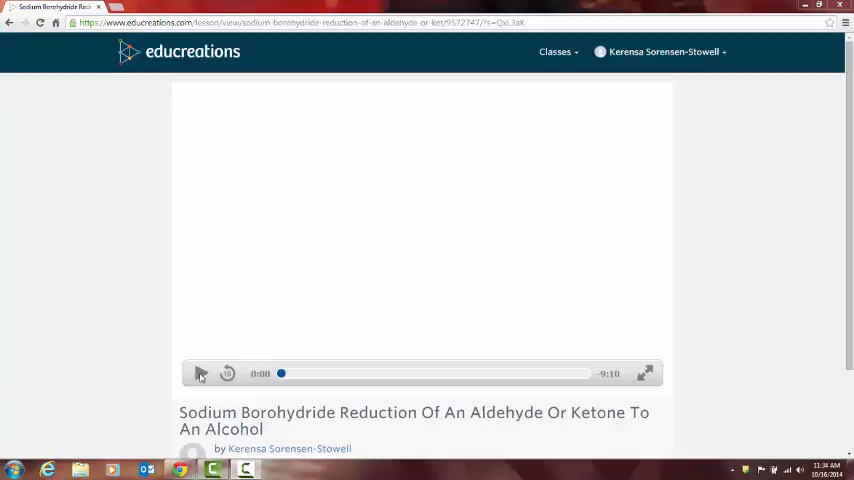 Sodium Borohydride Red
https://www.educreations.com/lesson/view/sodium-borohydride-reduction-of-an-aldehyde-or-ket/9572747/?s=QxL3aK
educreations
Classes
Kerensa Sorensen-Stowell
15
0:00
-9:10
Sodium Borohydride Reduction Of An Aldehyde Or Ketone To
An Alcohol
by Kerensa Sorensen-Stowell
11:34 AM
10/16/2014